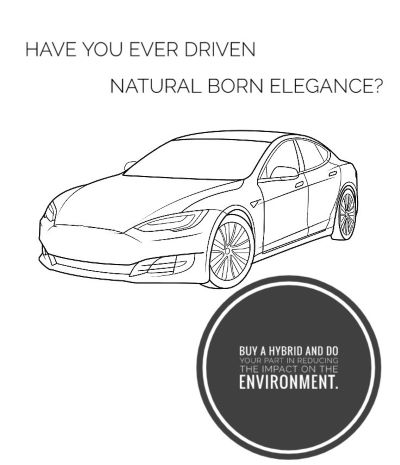 HAVE YOU EVER DRIVEN
NATURAL BORN ELEGANCE?
BUY A HYBRID AND DO
YOUR PART IN REDUCING
THE IMPACT ON THE
ENVIRONMENT.